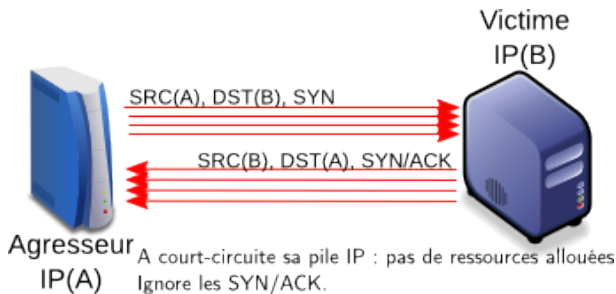 Victime
IP(B)
SRC(A), DST(B), SYN
SRC(B), DST(A), SYN/ACK
Agresseur
IP(A)
A court-circuite sa pile IP : pas de ressources allouées
Ignore les SYN/ACK.